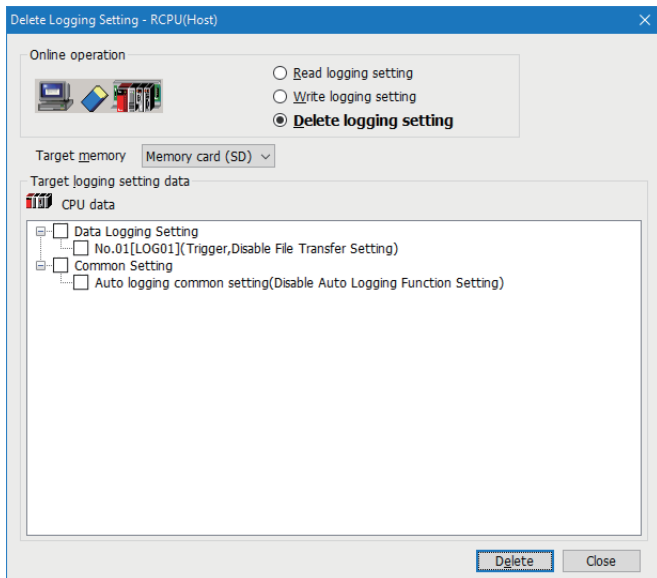 Delete Logging Setting - RCPU(Host)
Online operation
Read logging setting
Write logging setting
Delete logging setting
Target memory Memory card (SD)
Target logging setting data
CPU data
Data Logging Setting
No.01[LOG01](Trigger,Disable File Transfer Setting)
Common Setting
Auto logging common setting(Disable Auto Logging Function Setting)
Delete Close